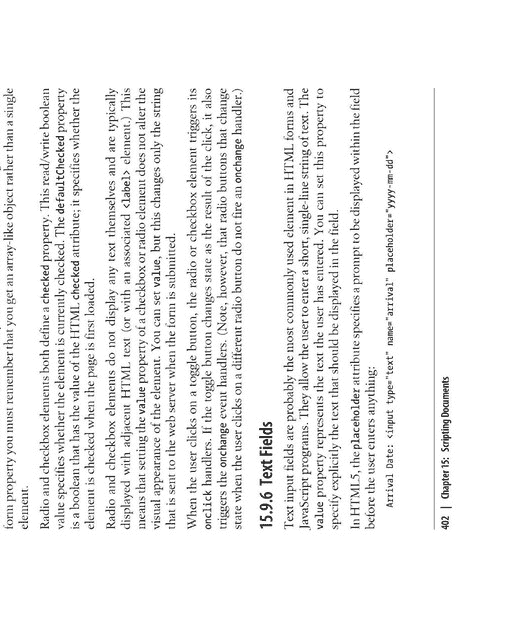 form property you must remember that you get an array-like object rather than a single
element.
Radio and checkbox elements both define a checked property. This read/write boolean
value specifies whether the element is currently checked. The defaultChecked property
is a boolean that has the value of the HTML checked attribute; it specifies whether the
element is checked when the page is first loaded.
Radio and checkbox elements do not display any text themselves and are typically
displayed with adjacent HTML text (or with an associated <label> element.) This
means that setting the value property of a checkbox or radio element does not alter the
visual appearance of the element. You can set value, but this changes only the string
that is sent to the web server when the form is submitted.
When the user clicks on a toggle button, the radio or checkbox element triggers its
onclick handlers. If the toggle button changes state as the result of the click, it also
triggers the onchange event handlers. (Note, however, that radio buttons that change
state when the user clicks on a different radio button do not fire an onchange handler.)
15.9.6 Text Fields
Text input fields are probably the most commonly used element in HTML forms and
JavaScript programs. They allow the user to enter a short, single-line string of text. The
value property represents the text the user has entered. You can set this property to
specify explicitly the text that should be displayed in the field.
In HTML5, the placeholder attribute specifies a prompt to be displayed within the field
before the user enters anything:
Arrival Date: <input type="text" name="arrival" placeholder="yyyy-mm-dd">
402 | Chapter 15: Scripting Documents